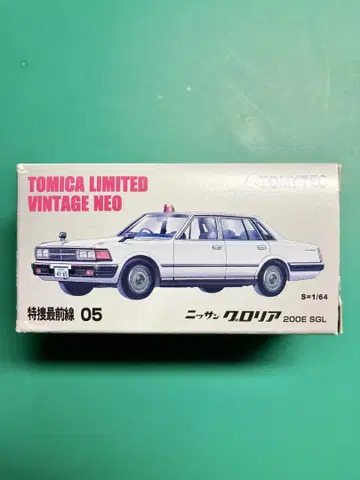 TOMICA LIMITED
VINTAGE NEO
TOMYTEC
S=1/64
特捜最前線 05
ニッサン グロリア 200E SGL